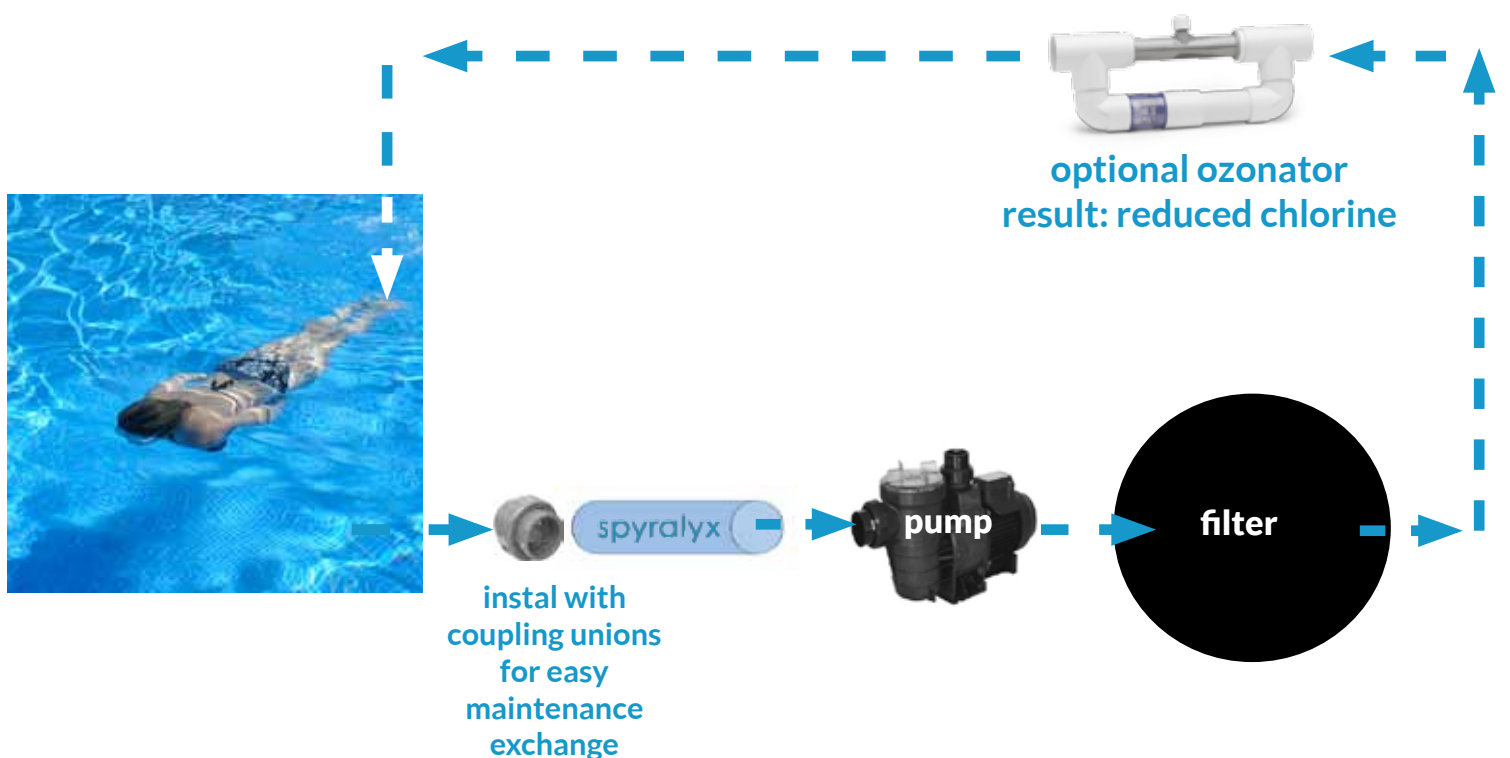 optional ozonator
result: reduced chlorine
spyralyx
pump
filter
instal with
coupling unions
for easy
maintenance
exchange